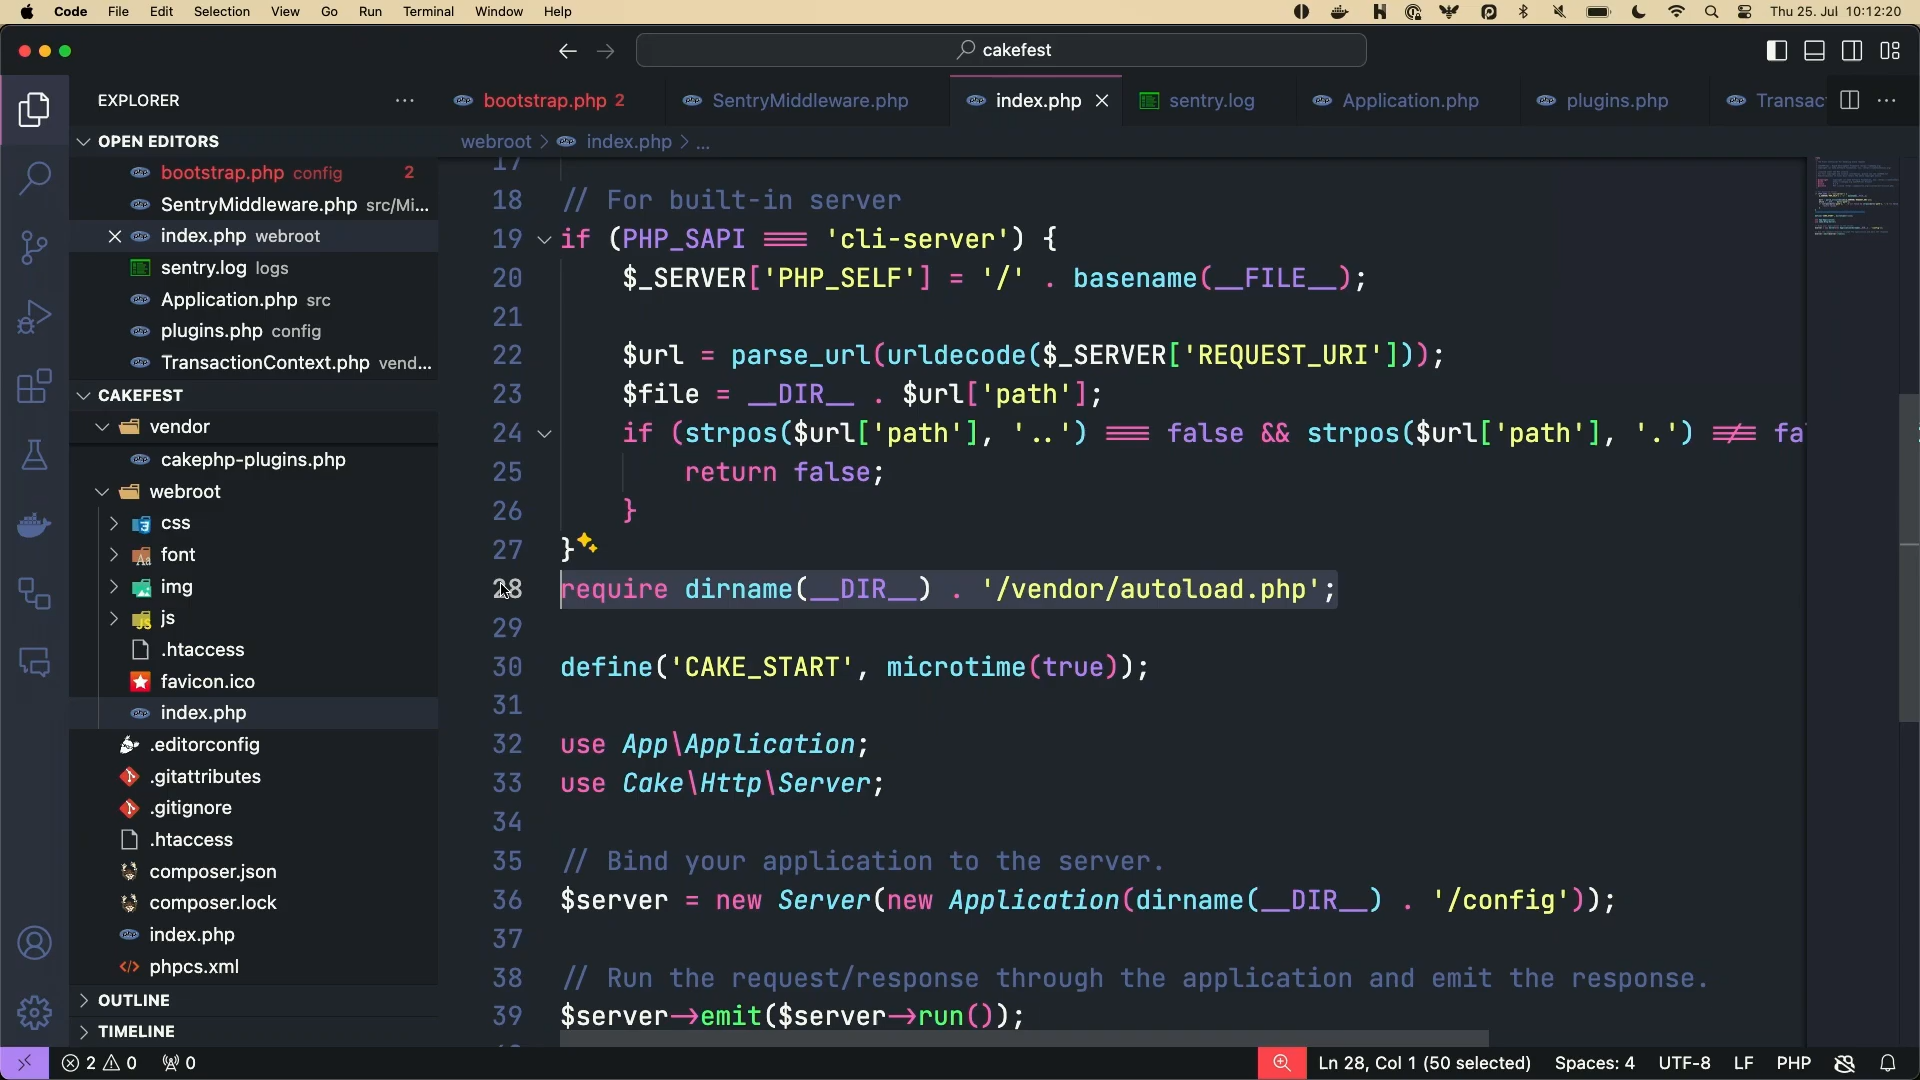 Code File Edit Selection View Go Run Terminal Window Help Thu 25. Jul 10:12:20
cakefest
EXPLORER
bootstrap.php 2 SentryMiddleware.php index.php sentry.log Application.php plugins.php Transac
OPEN EDITORS
bootstrap.php config 2
SentryMiddleware.php src/Mi...
index.php webroot
sentry.log logs
Application.php src
plugins.php config
TransactionContext.php vend...
CAKEFEST
vendor
cakephp-plugins.php
webroot
css
font
img
js
.htaccess
favicon.ico
index.php
.editorconfig
.gitattributes
.gitignore
.htaccess
composer.json
composer.lock
index.php
phpcs.xml
OUTLINE
TIMELINE
webroot > index.php > ...
17
18 // For built-in server
19 if (PHP_SAPI === 'cli-server') {
20 $_SERVER['PHP_SELF'] = '/' . basename(__FILE__);
21
22 $url = parse_url(urldecode($_SERVER['REQUEST_URI']));
23 $file = __DIR__ . $url['path'];
24 if (strpos($url['path'], '..') === false && strpos($url['path'], '.') !== fa
25 return false;
26 }
27 }
28 require dirname(__DIR__) . '/vendor/autoload.php';
29
30 define('CAKE_START', microtime(true));
31
32 use App\Application;
33 use Cake\Http\Server;
34
35 // Bind your application to the server.
36 $server = new Server(new Application(dirname(__DIR__) . '/config'));
37
38 // Run the request/response through the application and emit the response.
39 $server->emit($server->run());
2 0 0 Ln 28, Col 1 (50 selected) Spaces: 4 UTF-8 LF PHP